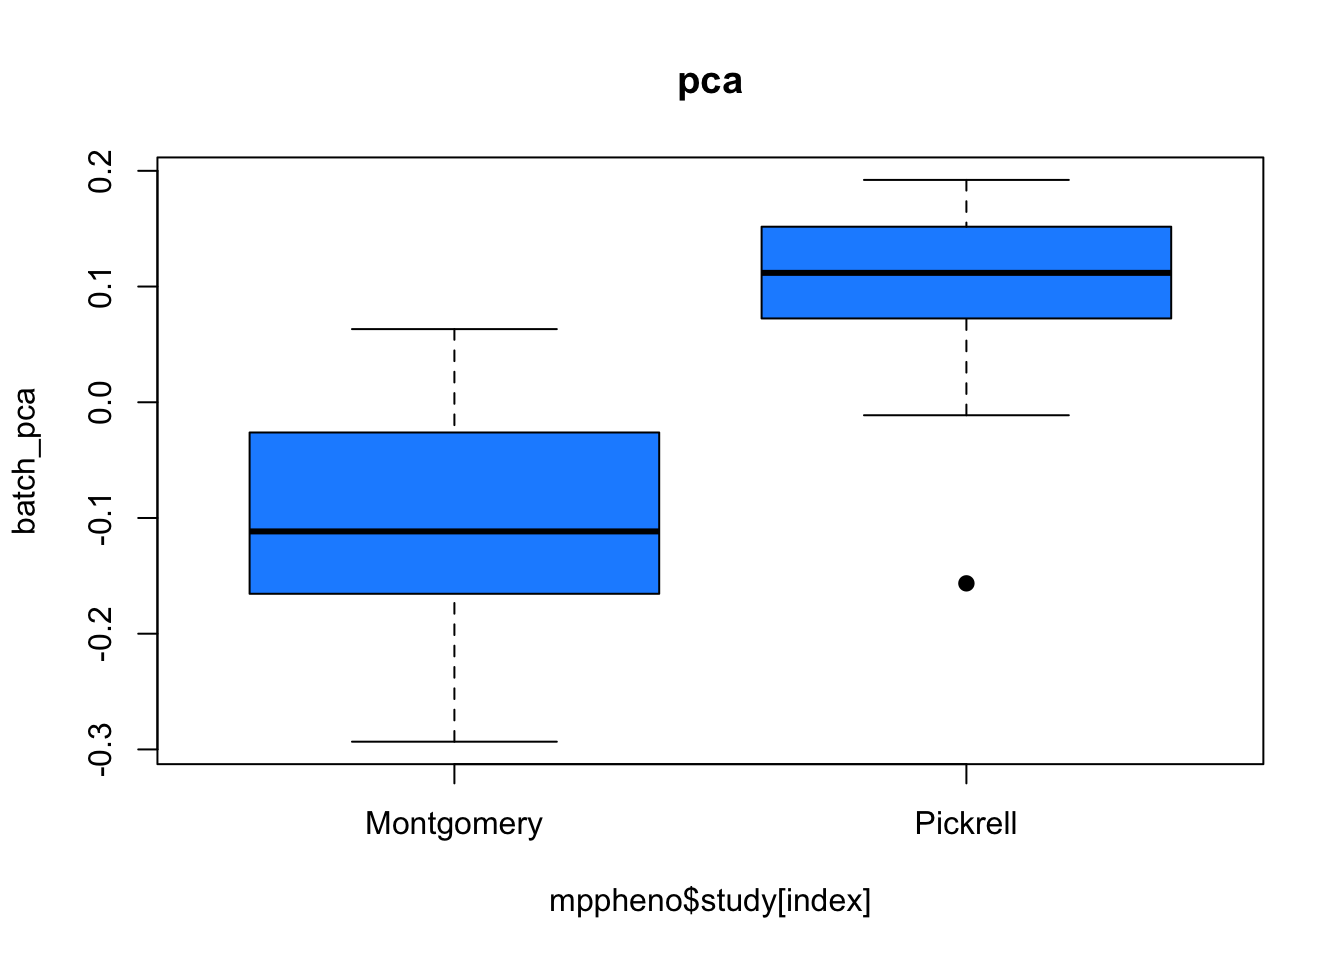 pca
batch_pca
0.2
0.1
0.0
-0.1
-0.2
-0.3
Montgomery
Pickrell
mppheno$study[index]